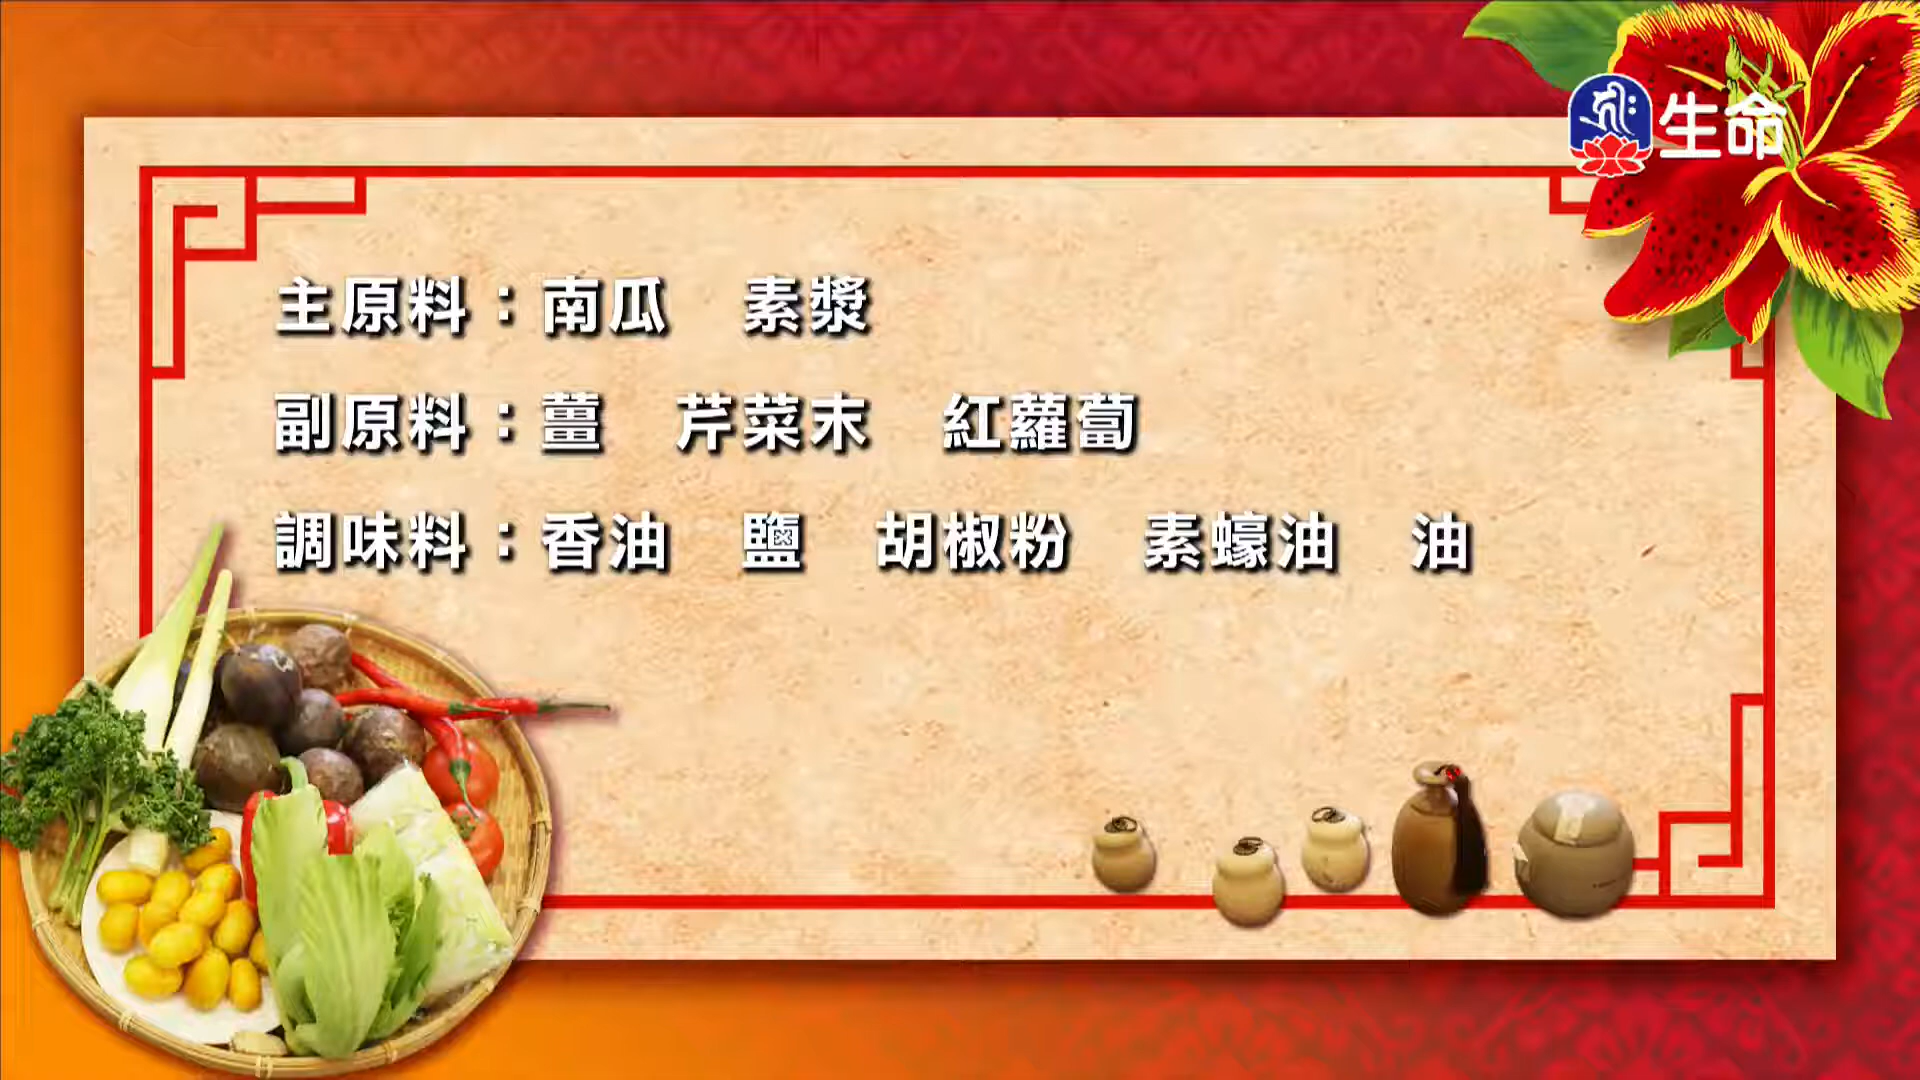 生命
主原料：南瓜　素漿
副原料：薑　芹菜末　紅蘿蔔
調味料：香油　鹽　胡椒粉　素蠔油　油